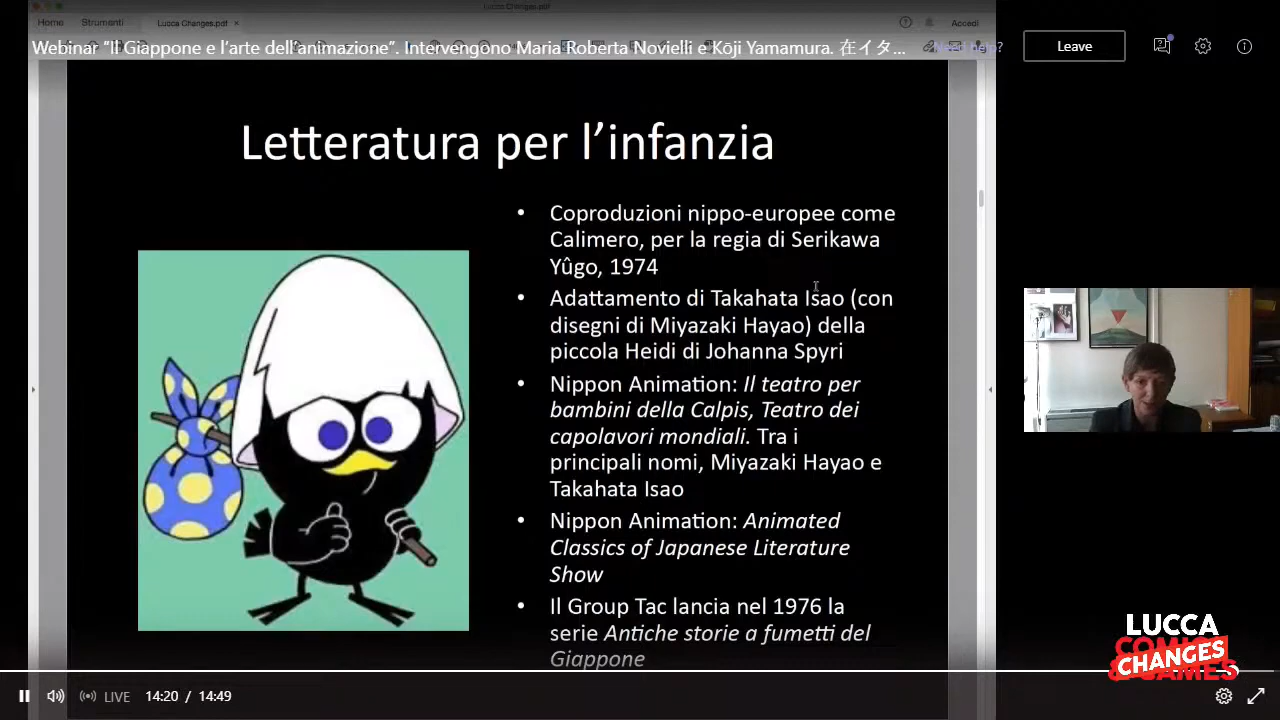 Lucca Changes.pdf
Home Strumenti Lucca Changes.pdf × Accedi
Webinar "Il Giappone e l'arte dell'animazione". Intervengono Maria Roberta Novielli e Kōji Yamamura. 在イタ... Need help?
Leave
Letteratura per l'infanzia
• Coproduzioni nippo-europee come
Calimero, per la regia di Serikawa
Yûgo, 1974
• Adattamento di Takahata Isao (con
disegni di Miyazaki Hayao) della
piccola Heidi di Johanna Spyri
• Nippon Animation: Il teatro per
bambini della Calpis, Teatro dei
capolavori mondiali. Tra i
principali nomi, Miyazaki Hayao e
Takahata Isao
• Nippon Animation: Animated
Classics of Japanese Literature
Show
• Il Group Tac lancia nel 1976 la
serie Antiche storie a fumetti del
Giappone
LUCCA
COMICS
CHANGES
& GAMES
LIVE 14:20 / 14:49